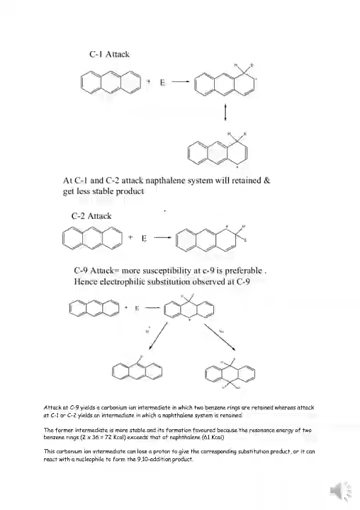 C-1 Attack
+ E
At C-1 and C-2 attack napthalene system will retained &
get less stable product
C-2 Attack
+ E
C-9 Attack= more susceptibility at c-9 is preferable .
Hence electrophilic substitution observed at C-9
+ E
Attack at C-9 yields a carbonium ion intermediate in which two benzene rings are retained whereas attack
at C-1 or C-2 yields an intermediate in which a naphthalene system is retained.
The former intermediate is more stable and its formation favoured because the resonance energy of two
benzene rings (2 x 36 = 72 Kcal) exceeds that of naphthalene (61 Kcal)
This carbonium ion intermediate can lose a proton to give the corresponding substitution product, or it can
react with a nucleophile to form the 9,10-addition product.